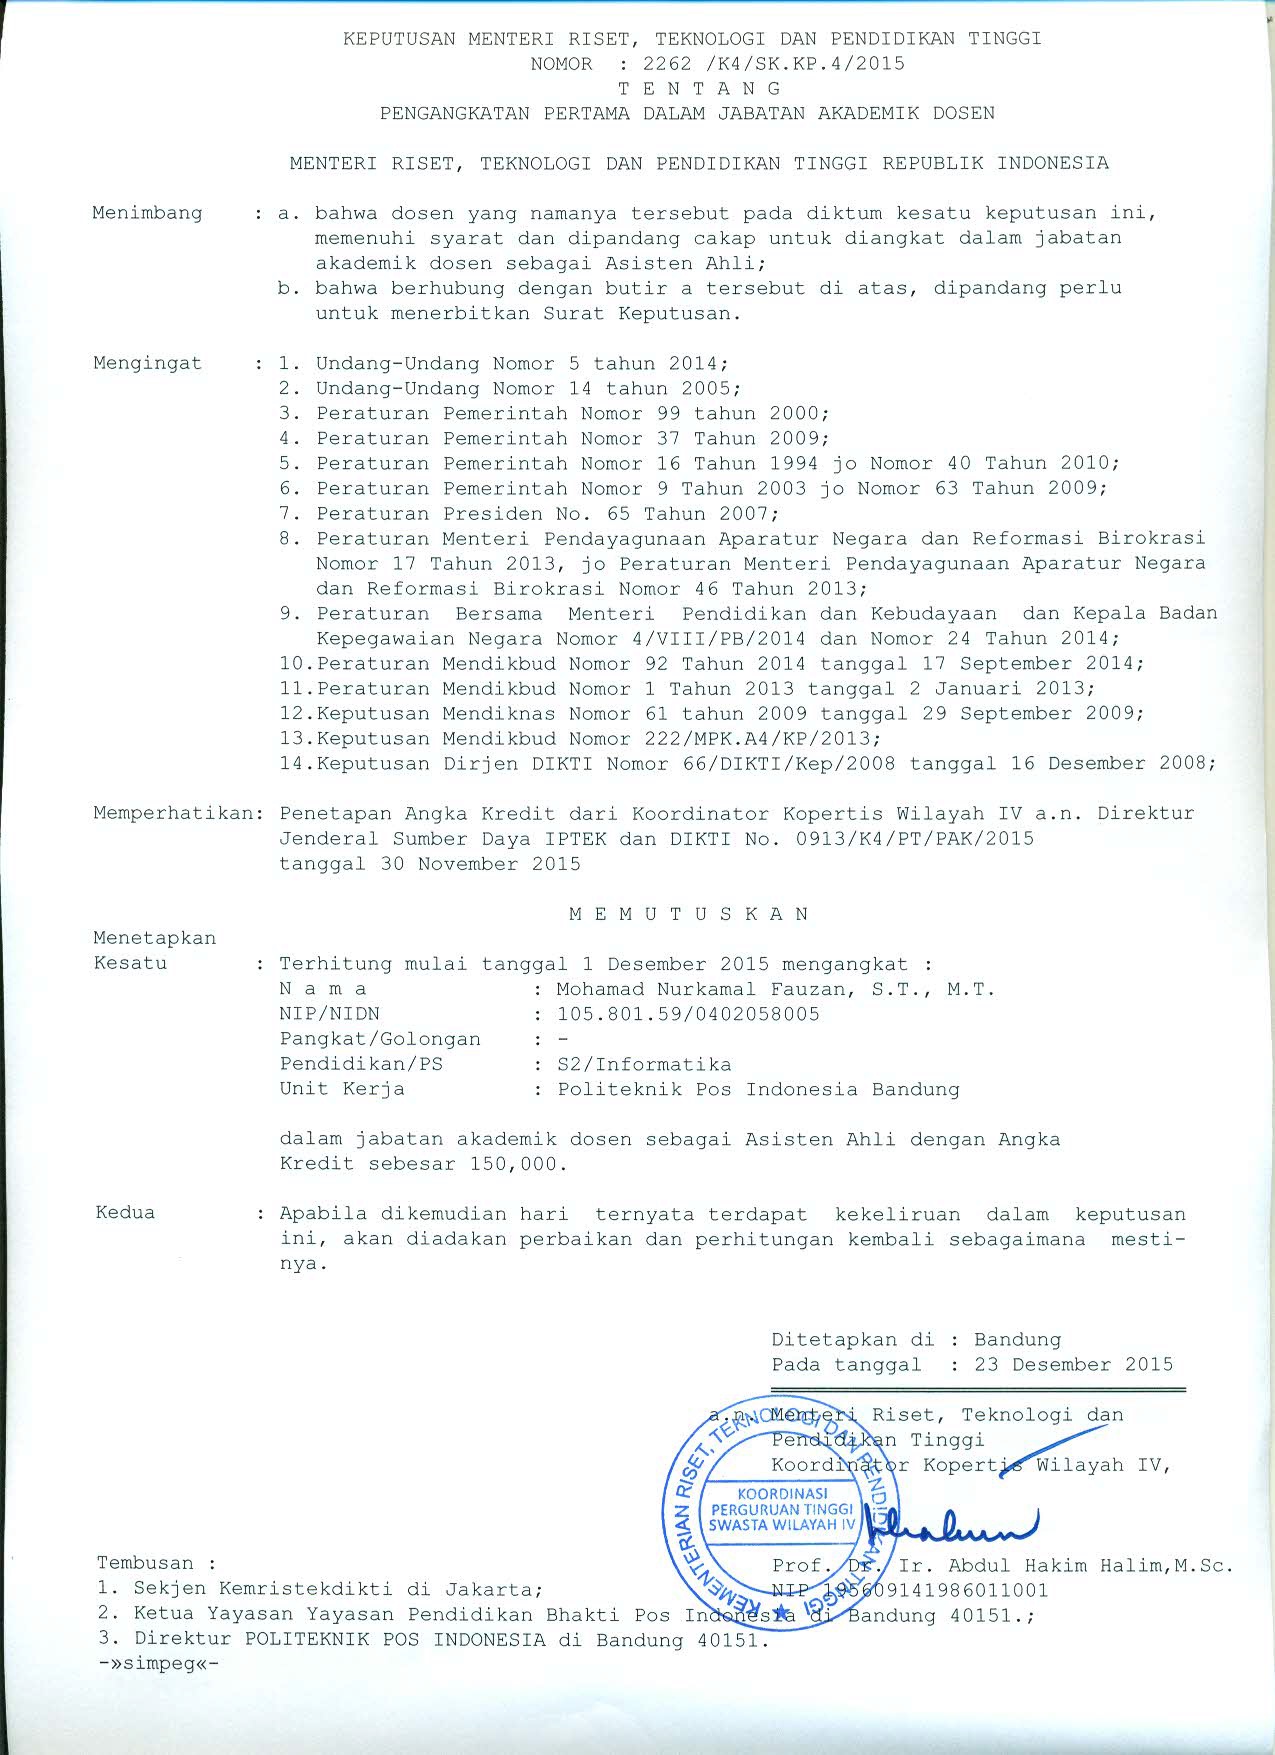 KEPUTUSAN MENTERI RISET, TEKNOLOGI DAN PENDIDIKAN TINGGI
NOMOR : 2262 /K4/SK.KP.4/2015
T E N T A N G
PENGANGKATAN PERTAMA DALAM JABATAN AKADEMIK DOSEN
MENTERI RISET, TEKNOLOGI DAN PENDIDIKAN TINGGI REPUBLIK INDONESIA
Menimbang : a. bahwa dosen yang namanya tersebut pada diktum kesatu keputusan ini,
memenuhi syarat dan dipandang cakap untuk diangkat dalam jabatan
akademik dosen sebagai Asisten Ahli;
b. bahwa berhubung dengan butir a tersebut di atas, dipandang perlu
untuk menerbitkan Surat Keputusan.
Mengingat : 1. Undang-Undang Nomor 5 tahun 2014;
2. Undang-Undang Nomor 14 tahun 2005;
3. Peraturan Pemerintah Nomor 99 tahun 2000;
4. Peraturan Pemerintah Nomor 37 Tahun 2009;
5. Peraturan Pemerintah Nomor 16 Tahun 1994 jo Nomor 40 Tahun 2010;
6. Peraturan Pemerintah Nomor 9 Tahun 2003 jo Nomor 63 Tahun 2009;
7. Peraturan Presiden No. 65 Tahun 2007;
8. Peraturan Menteri Pendayagunaan Aparatur Negara dan Reformasi Birokrasi
Nomor 17 Tahun 2013, jo Peraturan Menteri Pendayagunaan Aparatur Negara
dan Reformasi Birokrasi Nomor 46 Tahun 2013;
9. Peraturan Bersama Menteri Pendidikan dan Kebudayaan dan Kepala Badan
Kepegawaian Negara Nomor 4/VIII/PB/2014 dan Nomor 24 Tahun 2014;
10.Peraturan Mendikbud Nomor 92 Tahun 2014 tanggal 17 September 2014;
11.Peraturan Mendikbud Nomor 1 Tahun 2013 tanggal 2 Januari 2013;
12.Keputusan Mendiknas Nomor 61 tahun 2009 tanggal 29 September 2009;
13.Keputusan Mendikbud Nomor 222/MPK.A4/KP/2013;
14.Keputusan Dirjen DIKTI Nomor 66/DIKTI/Kep/2008 tanggal 16 Desember 2008;
Memperhatikan: Penetapan Angka Kredit dari Koordinator Kopertis Wilayah IV a.n. Direktur
Jenderal Sumber Daya IPTEK dan DIKTI No. 0913/K4/PT/PAK/2015
tanggal 30 November 2015
M E M U T U S K A N
Menetapkan
Kesatu : Terhitung mulai tanggal 1 Desember 2015 mengangkat :
N a m a : Mohamad Nurkamal Fauzan, S.T., M.T.
NIP/NIDN : 105.801.59/0402058005
Pangkat/Golongan : -
Pendidikan/PS : S2/Informatika
Unit Kerja : Politeknik Pos Indonesia Bandung
dalam jabatan akademik dosen sebagai Asisten Ahli dengan Angka
Kredit sebesar 150,000.
Kedua : Apabila dikemudian hari ternyata terdapat kekeliruan dalam keputusan
ini, akan diadakan perbaikan dan perhitungan kembali sebagaimana mesti-
nya.
Ditetapkan di : Bandung
Pada tanggal : 23 Desember 2015
a.n. Menteri Riset, Teknologi dan
Pendidikan Tinggi
Koordinator Kopertis Wilayah IV,
KEMENTERIAN RISET, TEKNOLOGI DAN PENDIDIKAN TINGGI
KOORDINASI
PERGURUAN TINGGI
SWASTA WILAYAH IV
Prof. Dr. Ir. Abdul Hakim Halim,M.Sc.
NIP 195609141986011001
Tembusan :
1. Sekjen Kemristekdikti di Jakarta;
2. Ketua Yayasan Yayasan Pendidikan Bhakti Pos Indonesia di Bandung 40151.;
3. Direktur POLITEKNIK POS INDONESIA di Bandung 40151.
-»simpeg«-